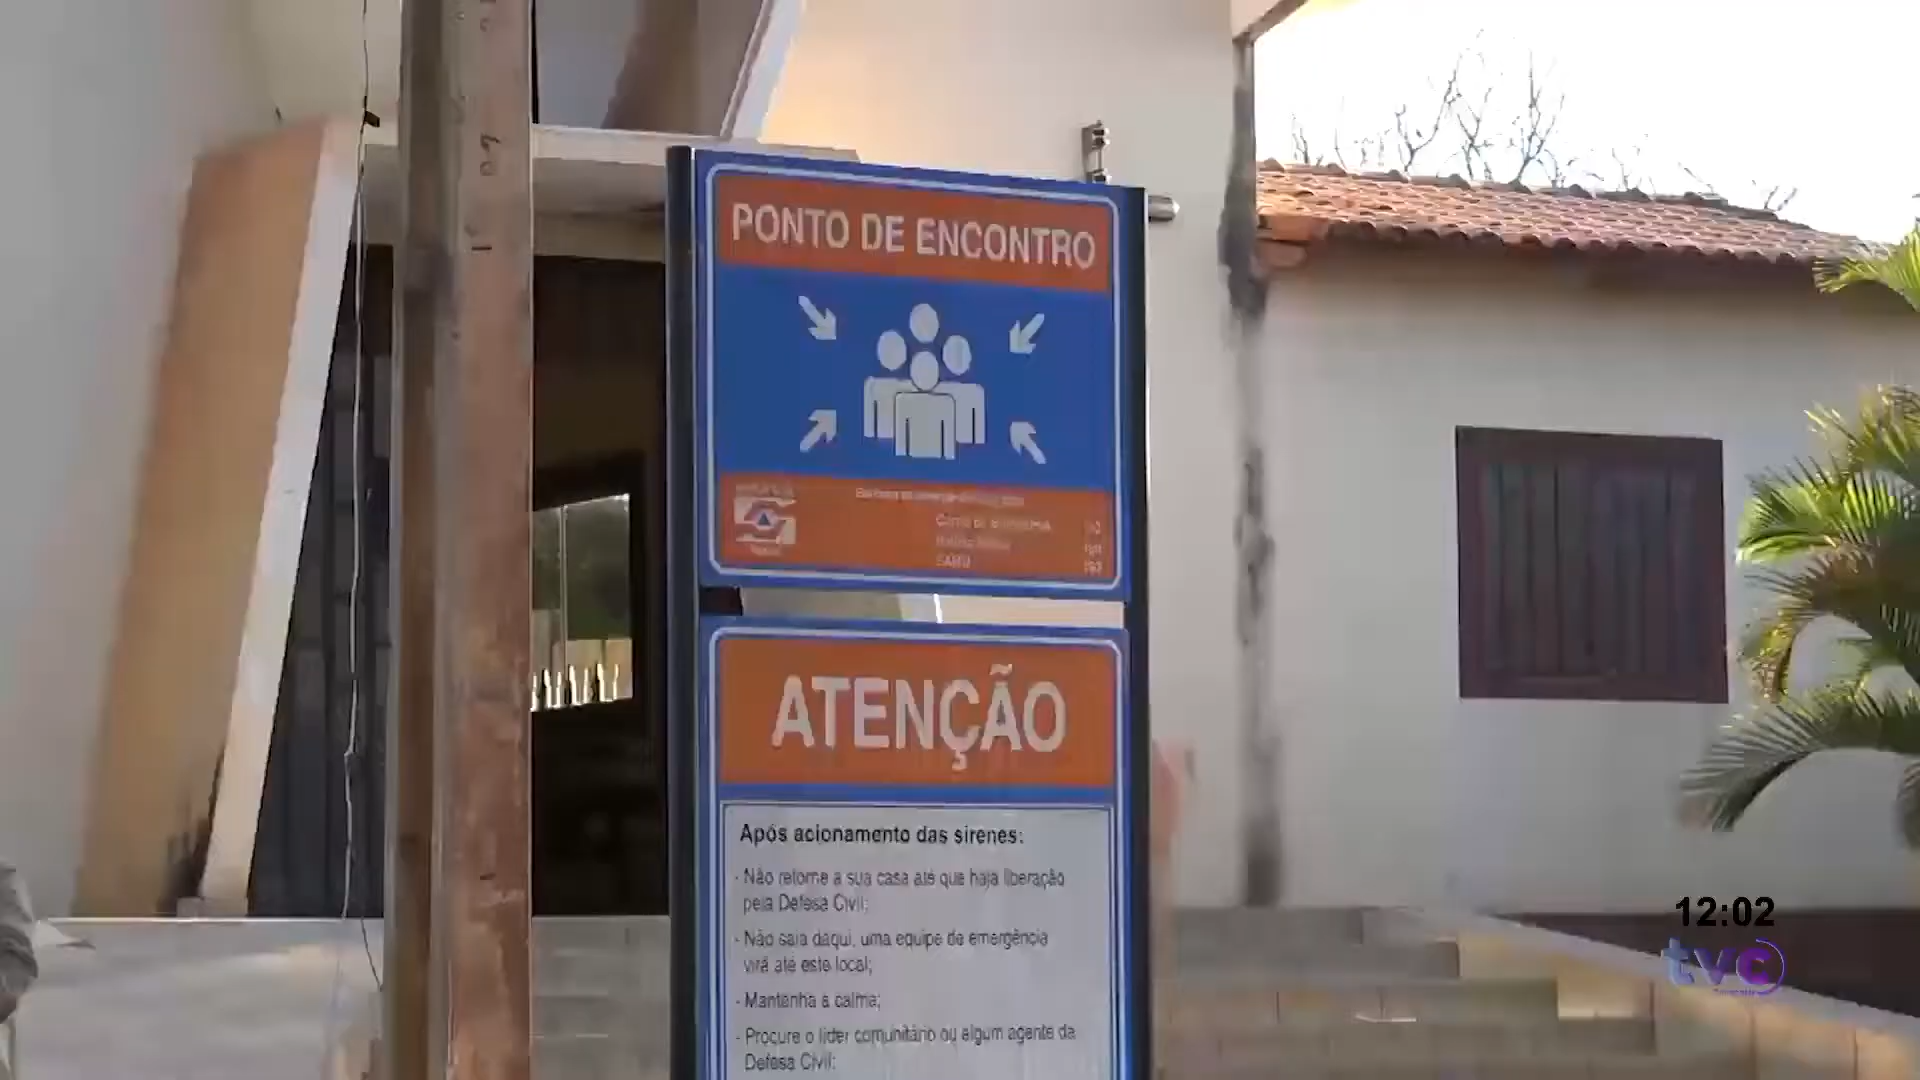 PONTO DE ENCONTRO
SAMU
ATENÇÃO
Após acionamento das sirenes:
- Não retorne a sua casa até que haja liberação
pela Defesa Civil;
- Não saia daqui, uma equipe de emergência
virá até este local;
- Mantenha a calma;
- Procure o líder comunitário ou algum agente da
Defesa Civil;
12:02
tvc